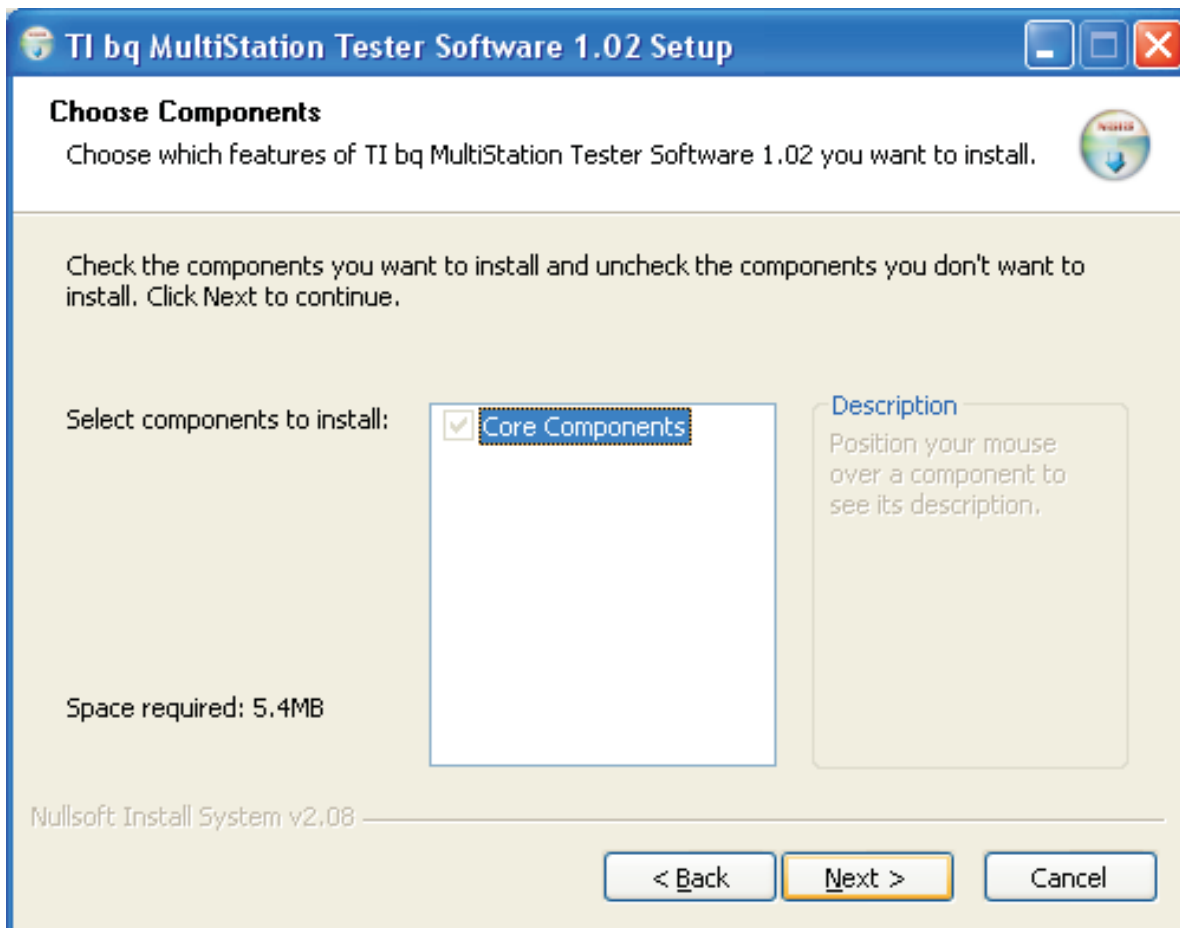 TI bq MultiStation Tester Software 1.02 Setup
Choose Components
Choose which features of TI bq MultiStation Tester Software 1.02 you want to install.
Check the components you want to install and uncheck the components you don't want to
install. Click Next to continue.
Select components to install:
Core Components
Description
Position your mouse
over a component to
see its description.
Space required: 5.4MB
Nullsoft Install System v2.08
< Back
Next >
Cancel